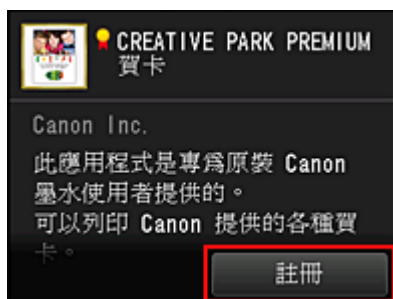 CREATIVE PARK PREMIUM
賀卡
Canon Inc.
此應用程式是專爲原裝 Canon
墨水使用者提供的。
可以列印 Canon 提供的各種賀
卡。
註冊